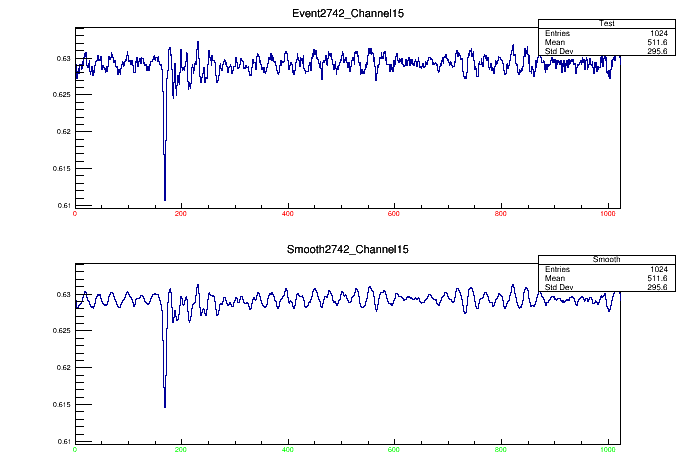 Event2742_Channel15
Test
Entries 1024
Mean 511.6
Std Dev 295.6
0.63
0.625
0.62
0.615
0.61
0 200 400 600 800 1000
Smooth2742_Channel15
Smooth
Entries 1024
Mean 511.6
Std Dev 295.6
0.63
0.625
0.62
0.615
0.61
0 200 400 600 800 1000